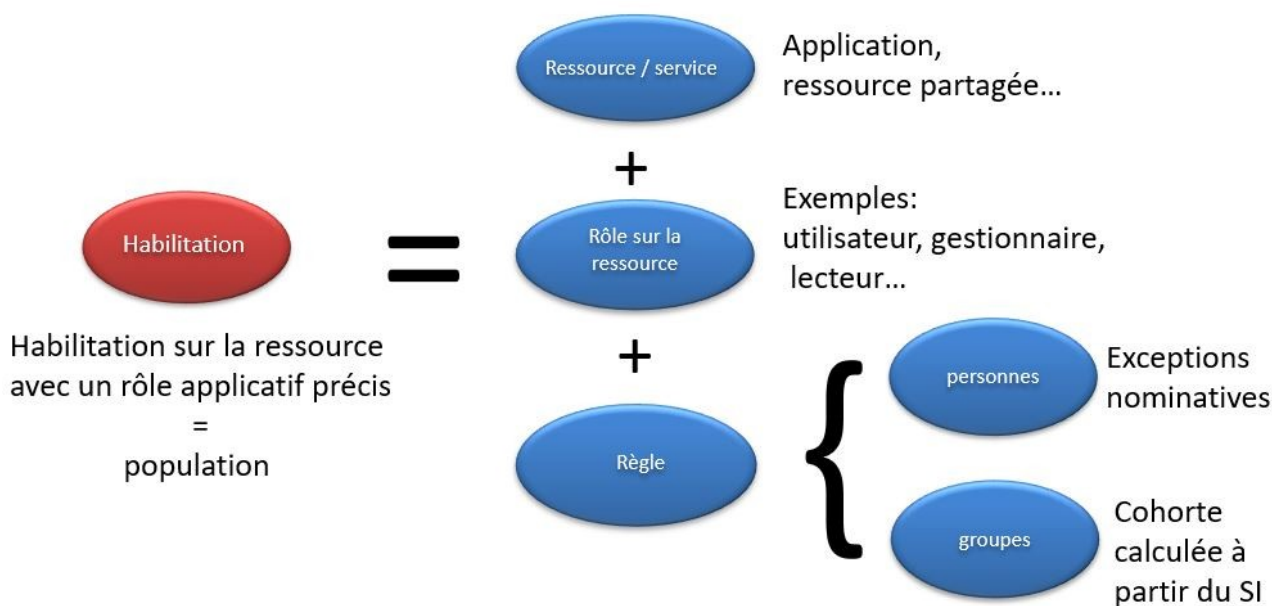 Ressource / service
Application,
ressource partagée…
+
Habilitation
=
Rôle sur la
ressource
Exemples:
utilisateur, gestionnaire,
lecteur…
Habilitation sur la ressource
avec un rôle applicatif précis
=
population
+
Règle
{
personnes
Exceptions
nominatives
groupes
Cohorte
calculée à
partir du SI